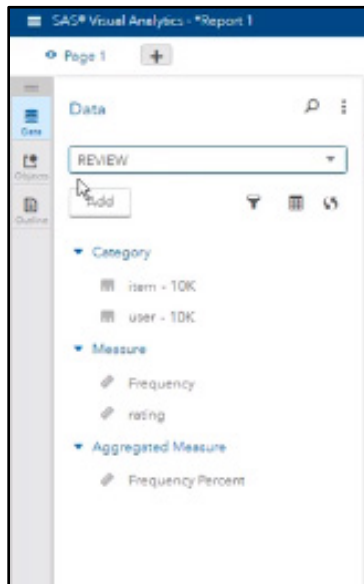 SAS® Visual Analytics - *Report 1
Page 1
Data
REVIEW
Data
Add
Objects
Outline
Category
item - 10K
user - 10K
Measure
Frequency
rating
Aggregated Measure
Frequency Percent